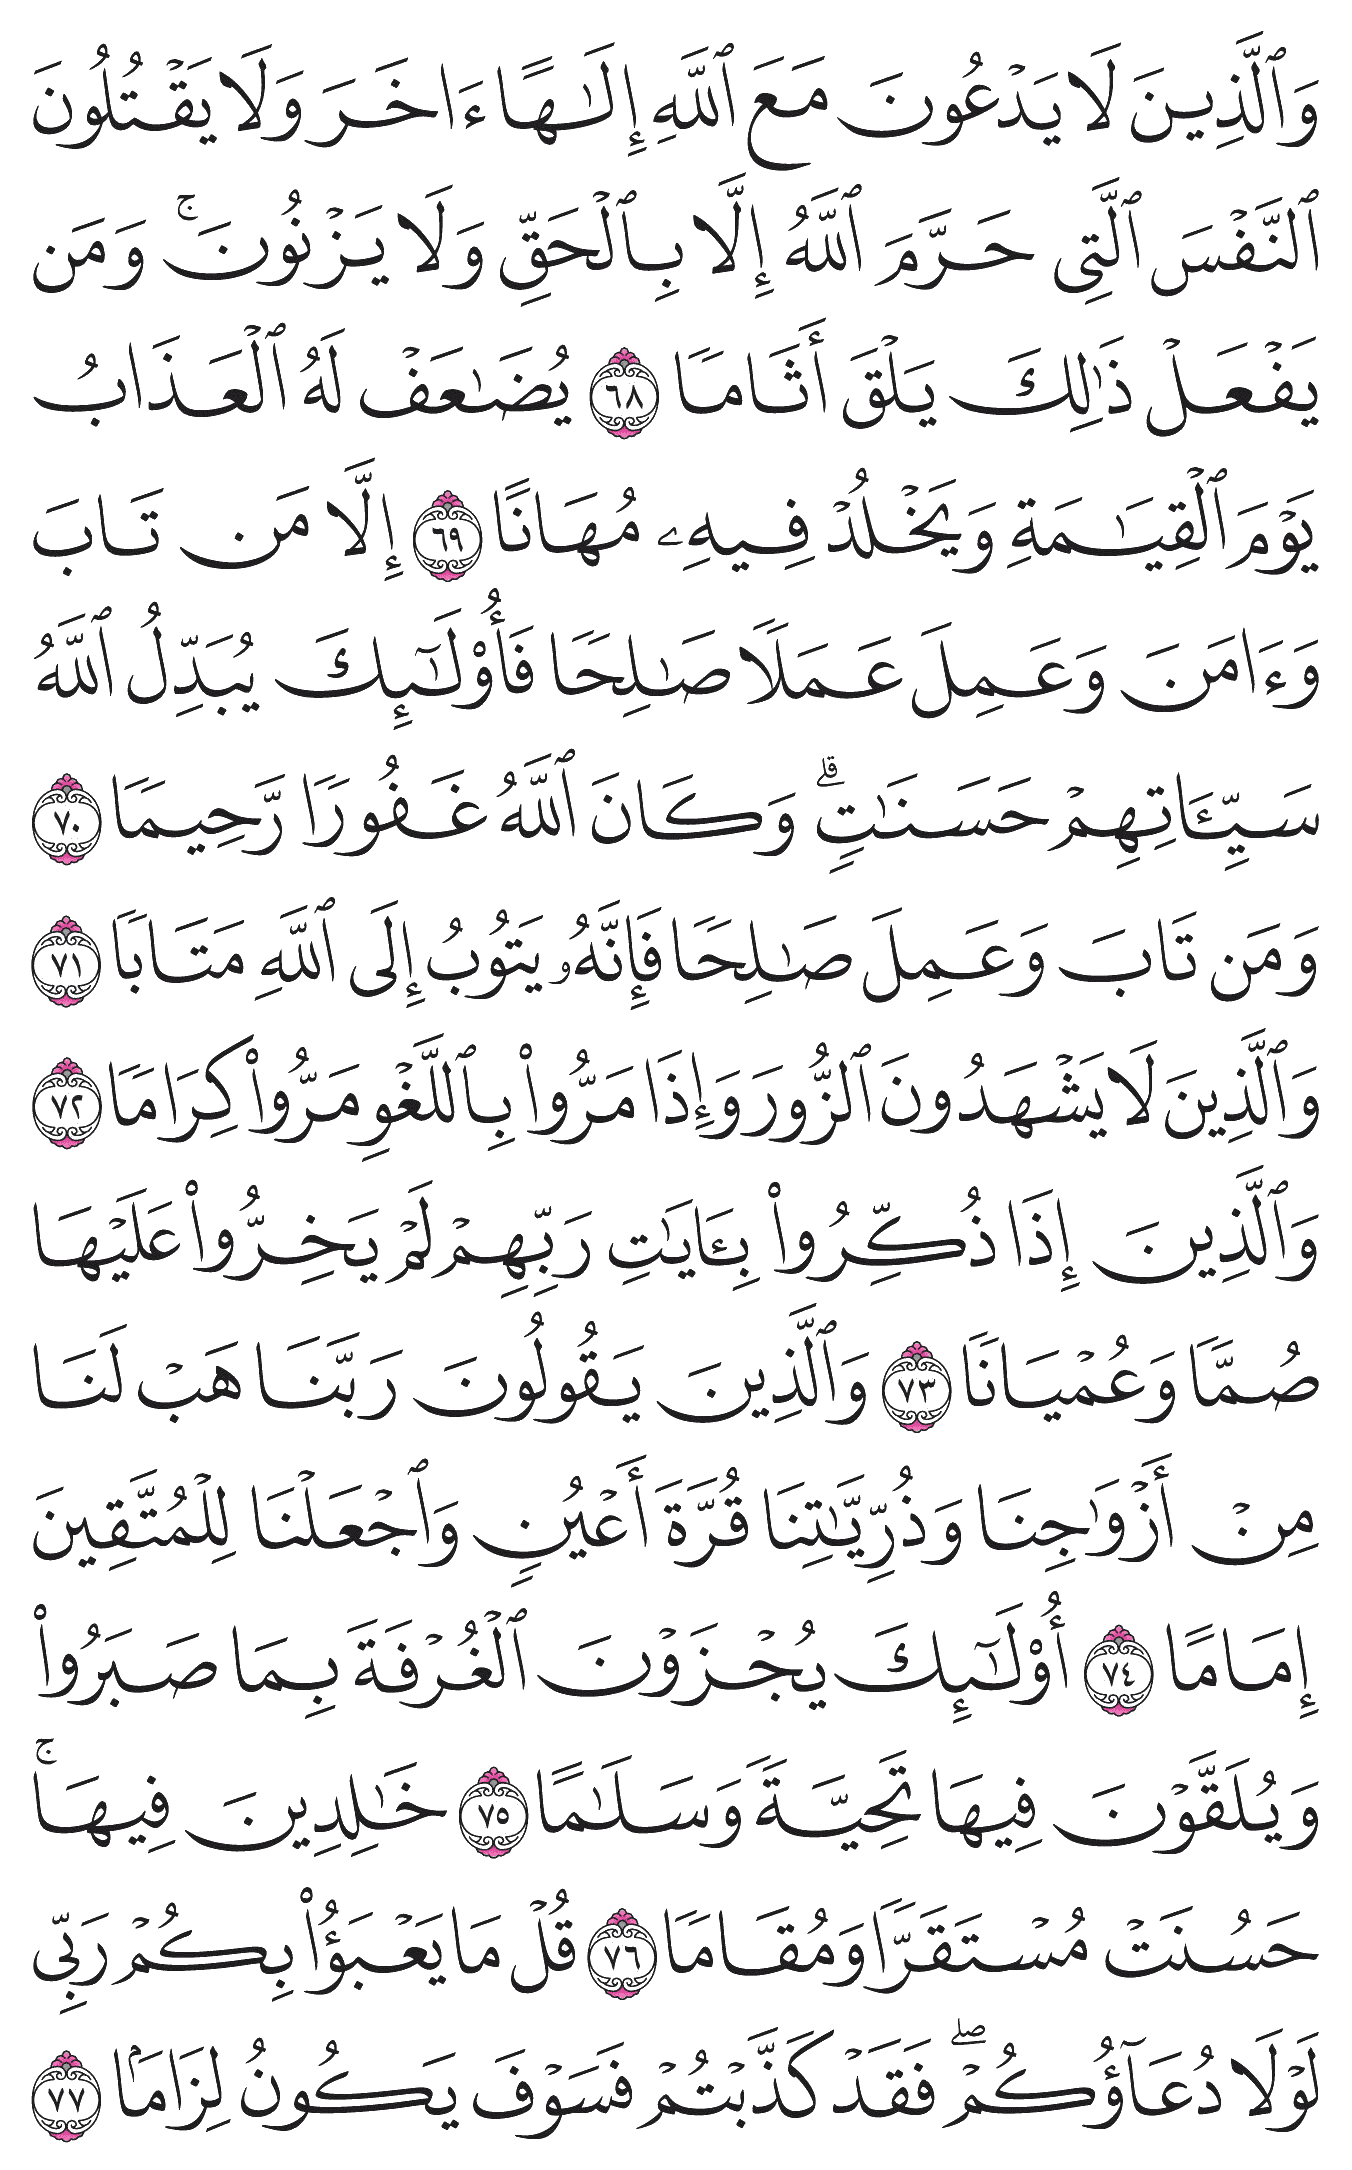 وَٱلَّذِينَ لَا يَدۡعُونَ مَعَ ٱللَّهِ إِلَٰهًا ءَاخَرَ وَلَا يَقۡتُلُونَ
ٱلنَّفۡسَ ٱلَّتِي حَرَّمَ ٱللَّهُ إِلَّا بِٱلۡحَقِّ وَلَا يَزۡنُونَۚ وَمَن
يَفۡعَلۡ ذَٰلِكَ يَلۡقَ أَثَامٗا ٦٨ يُضَٰعَفۡ لَهُ ٱلۡعَذَابُ
يَوۡمَ ٱلۡقِيَٰمَةِ وَيَخۡلُدۡ فِيهِۦ مُهَانًا ٦٩ إِلَّا مَن تَابَ
وَءَامَنَ وَعَمِلَ عَمَلٗا صَٰلِحٗا فَأُوْلَٰٓئِكَ يُبَدِّلُ ٱللَّهُ
سَيِّـَٔاتِهِمۡ حَسَنَٰتٖۗ وَكَانَ ٱللَّهُ غَفُورٗا رَّحِيمٗا ٧٠
وَمَن تَابَ وَعَمِلَ صَٰلِحٗا فَإِنَّهُۥ يَتُوبُ إِلَى ٱللَّهِ مَتَابٗا ٧١
وَٱلَّذِينَ لَا يَشۡهَدُونَ ٱلزُّورَ وَإِذَا مَرُّواْ بِٱللَّغۡوِ مَرُّواْ كِرَامٗا ٧٢
وَٱلَّذِينَ إِذَا ذُكِّرُواْ بِـَٔايَٰتِ رَبِّهِمۡ لَمۡ يَخِرُّواْ عَلَيۡهَا
صُمّٗا وَعُمۡيَانٗا ٧٣ وَٱلَّذِينَ يَقُولُونَ رَبَّنَا هَبۡ لَنَا
مِنۡ أَزۡوَٰجِنَا وَذُرِّيَّٰتِنَا قُرَّةَ أَعۡيُنٖ وَٱجۡعَلۡنَا لِلۡمُتَّقِينَ
إِمَامًا ٧٤ أُوْلَٰٓئِكَ يُجۡزَوۡنَ ٱلۡغُرۡفَةَ بِمَا صَبَرُواْ
وَيُلَقَّوۡنَ فِيهَا تَحِيَّةٗ وَسَلَٰمًا ٧٥ خَٰلِدِينَ فِيهَاۚ
حَسُنَتۡ مُسۡتَقَرّٗا وَمُقَامٗا ٧٦ قُلۡ مَا يَعۡبَؤُاْ بِكُمۡ رَبِّي
لَوۡلَا دُعَآؤُكُمۡۖ فَقَدۡ كَذَّبۡتُمۡ فَسَوۡفَ يَكُونُ لِزَامَۢا ٧٧